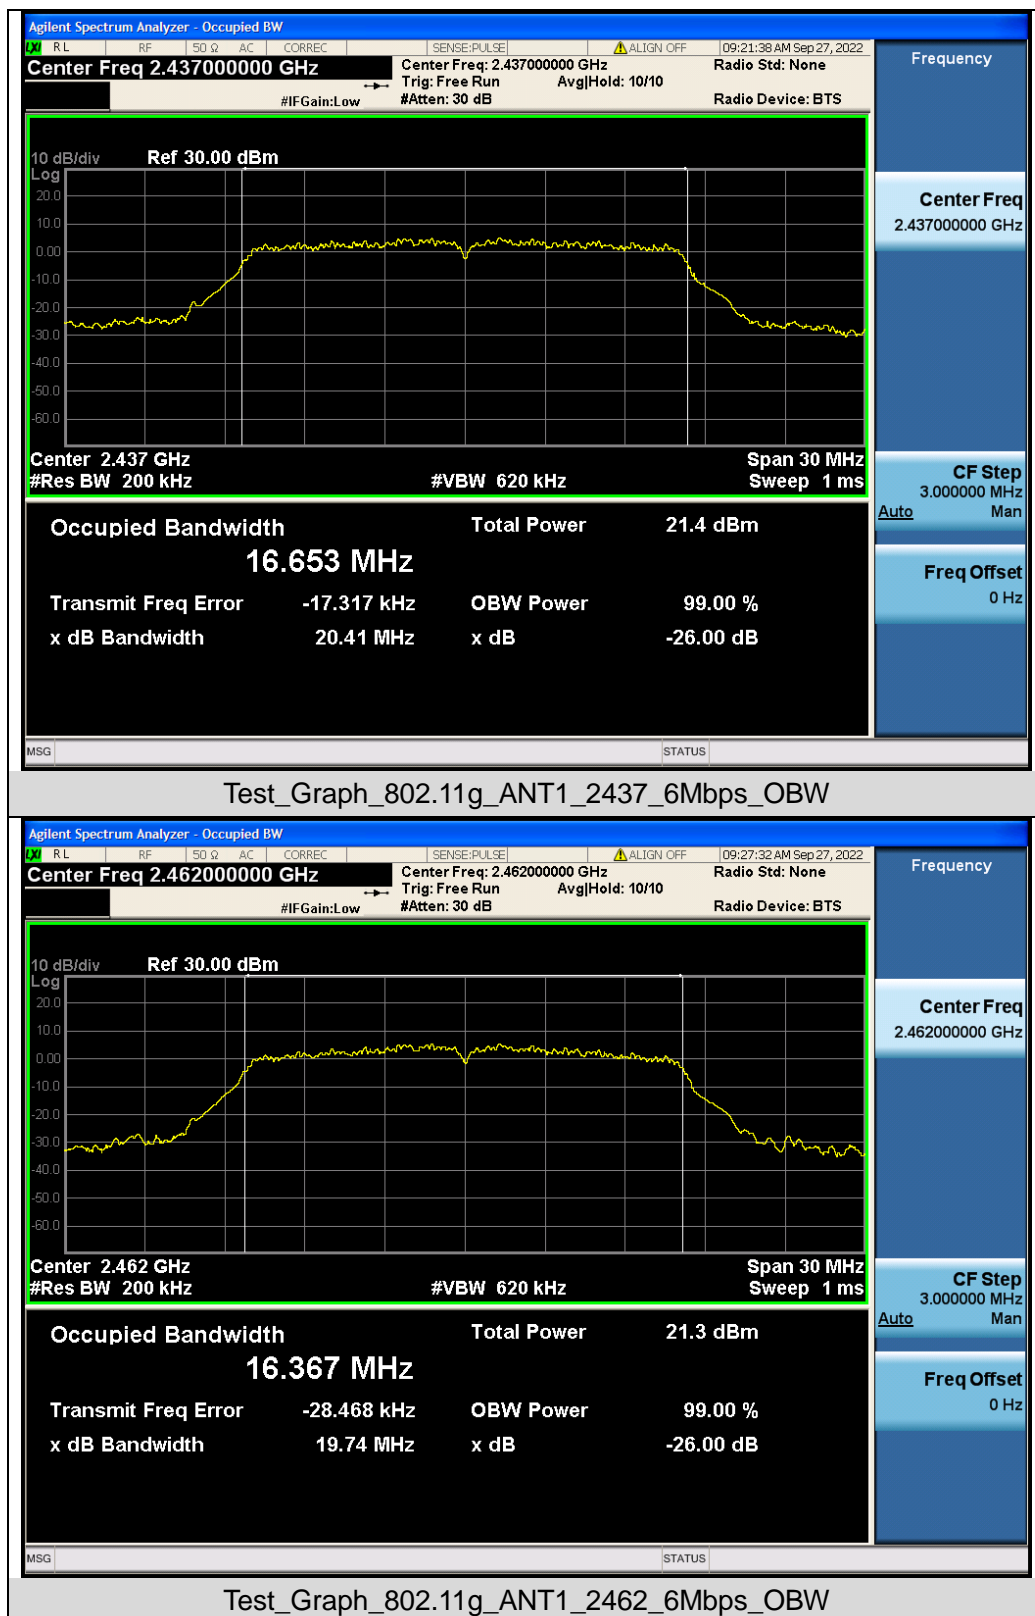 Agilent Spectrum Analyzer - Occupied BW
LXI RL RF 50 Ω AC CORREC SENSE:PULSE ALIGN OFF 09:21:38 AM Sep 27, 2022
Center Freq 2.437000000 GHz
Center Freq: 2.437000000 GHz
Radio Std: None
Trig: Free Run Avg|Hold: 10/10
#IFGain:Low
#Atten: 30 dB
Radio Device: BTS
Frequency
10 dB/div Ref 30.00 dBm
Log
20.0
10.0
0.00
-10.0
-20.0
-30.0
-40.0
-50.0
-60.0
Center 2.437 GHz Span 30 MHz
#Res BW 200 kHz #VBW 620 kHz Sweep 1 ms
Center Freq
2.437000000 GHz
CF Step
3.000000 MHz
Auto Man
Freq Offset
0 Hz
Occupied Bandwidth Total Power 21.4 dBm
16.653 MHz
Transmit Freq Error -17.317 kHz OBW Power 99.00 %
x dB Bandwidth 20.41 MHz x dB -26.00 dB
MSG STATUS
Test_Graph_802.11g_ANT1_2437_6Mbps_OBW
Agilent Spectrum Analyzer - Occupied BW
LXI RL RF 50 Ω AC CORREC SENSE:PULSE ALIGN OFF 09:27:32 AM Sep 27, 2022
Center Freq 2.462000000 GHz
Center Freq: 2.462000000 GHz
Radio Std: None
Trig: Free Run Avg|Hold: 10/10
#IFGain:Low
#Atten: 30 dB
Radio Device: BTS
Frequency
10 dB/div Ref 30.00 dBm
Log
20.0
10.0
0.00
-10.0
-20.0
-30.0
-40.0
-50.0
-60.0
Center 2.462 GHz Span 30 MHz
#Res BW 200 kHz #VBW 620 kHz Sweep 1 ms
Center Freq
2.462000000 GHz
CF Step
3.000000 MHz
Auto Man
Freq Offset
0 Hz
Occupied Bandwidth Total Power 21.3 dBm
16.367 MHz
Transmit Freq Error -28.468 kHz OBW Power 99.00 %
x dB Bandwidth 19.74 MHz x dB -26.00 dB
MSG STATUS
Test_Graph_802.11g_ANT1_2462_6Mbps_OBW